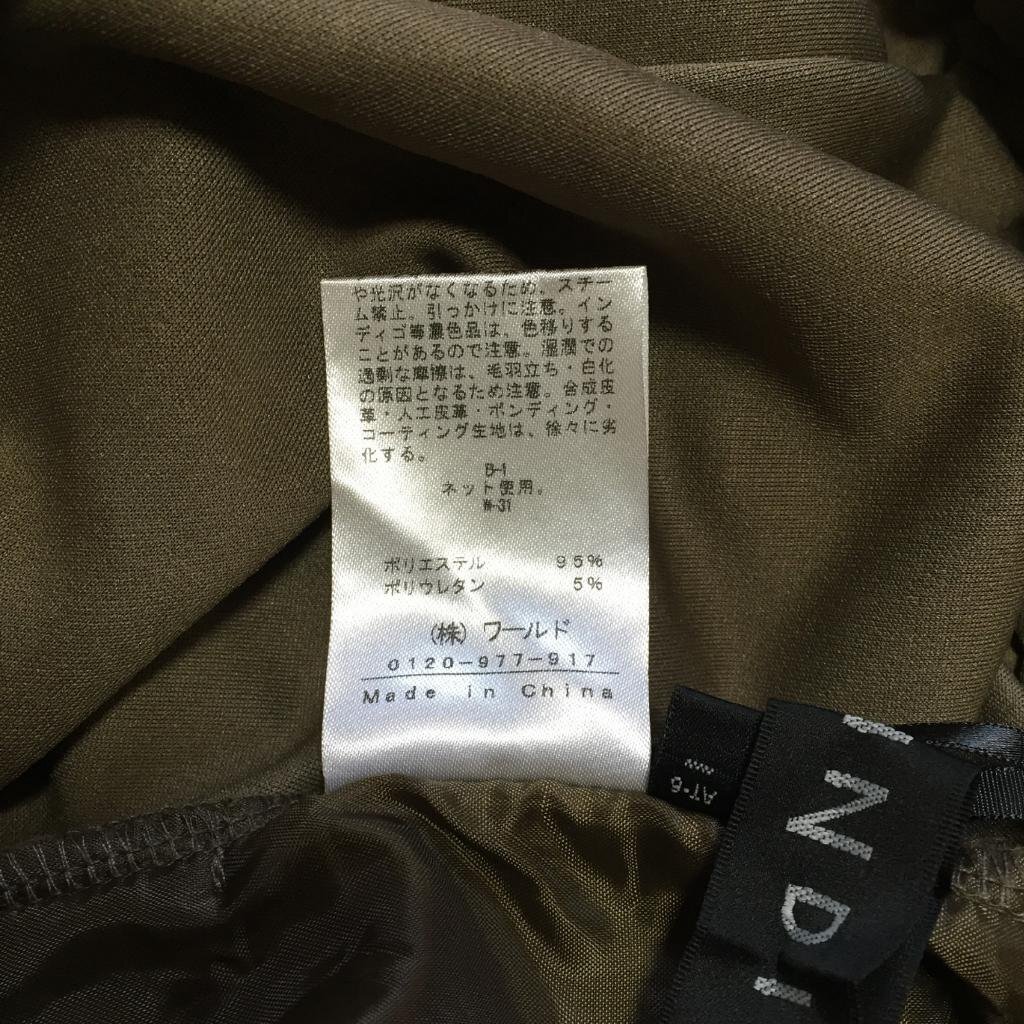 や光沢がなくなるため、スチー
ム禁止。引っかけに注意。イン
ディゴ等濃色品は、色移りする
ことがあるので注意。湿潤での
過剰な摩擦は、毛羽立ち・白化
の原因となるため注意。合成皮
革・人工皮革・ボンディング・
コーティング生地は、徐々に劣
化する。
B-1
ネット使用。
W-31
ポリエステル 95%
ポリウレタン 5%
(株)ワールド
0120-977-917
Made in China
INDI